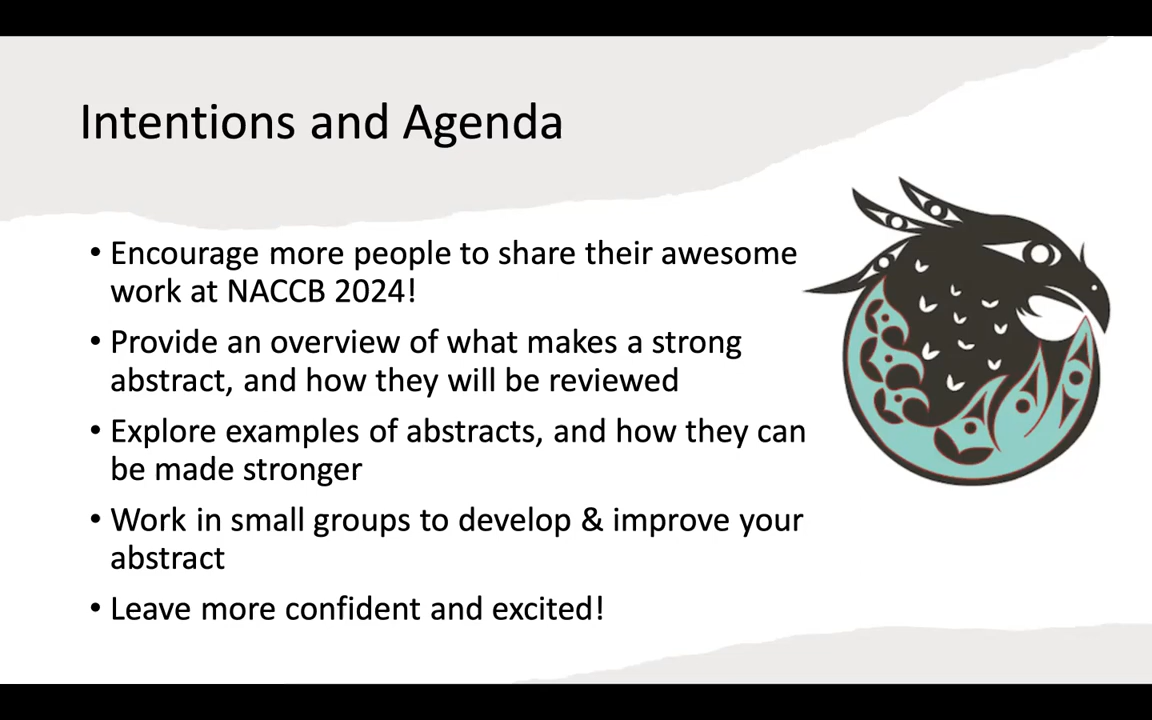 Intentions and Agenda
• Encourage more people to share their awesome
work at NACCB 2024!
• Provide an overview of what makes a strong
abstract, and how they will be reviewed
• Explore examples of abstracts, and how they can
be made stronger
• Work in small groups to develop & improve your
abstract
• Leave more confident and excited!